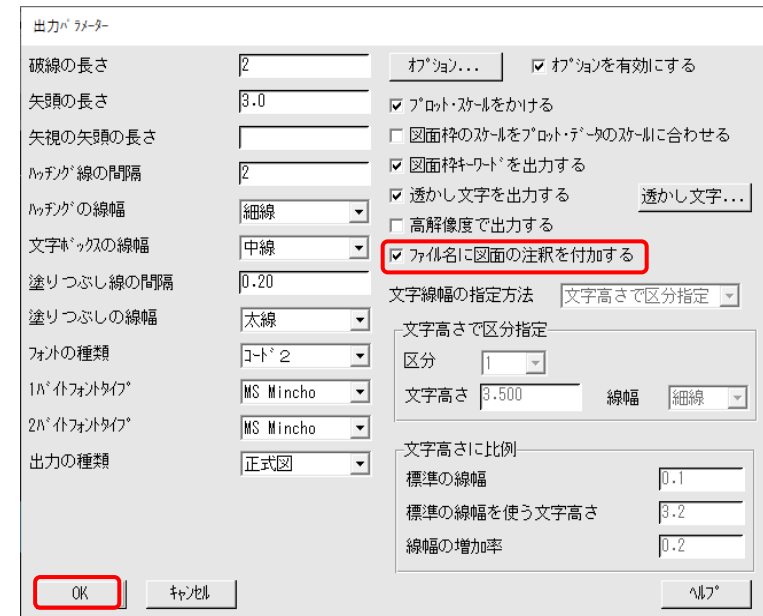 出力ﾊﾟﾗﾒｰﾀｰ
破線の長さ 2
矢頭の長さ 3.0
矢視の矢頭の長さ
ﾊｯﾁﾝｸﾞ線の間隔 2
ﾊｯﾁﾝｸﾞの線幅 細線
文字ﾎﾞｯｸｽの線幅 中線
塗りつぶし線の間隔 0.20
塗りつぶしの線幅 太線
ﾌｫﾝﾄの種類 ｺｰﾄﾞ2
1ﾊﾞｲﾄﾌｫﾝﾄﾀｲﾌﾟ MS Mincho
2ﾊﾞｲﾄﾌｫﾝﾄﾀｲﾌﾟ MS Mincho
出力の種類 正式図
ｵﾌﾟｼｮﾝ... ｵﾌﾟｼｮﾝを有効にする
ﾌﾟﾛｯﾄ･ｽｹｰﾙをかける
図面枠のｽｹｰﾙをﾌﾟﾛｯﾄ･ﾃﾞｰﾀのｽｹｰﾙに合わせる
図面枠ｷｰﾜｰﾄﾞを出力する
透かし文字を出力する 透かし文字...
高解像度で出力する
ﾌｧｲﾙ名に図面の注釈を付加する
文字線幅の指定方法 文字高さで区分指定
文字高さで区分指定
区分 1
文字高さ 3.500 線幅 細線
文字高さに比例
標準の線幅 0.1
標準の線幅を使う文字高さ 3.2
線幅の増加率 0.2
OK ｷｬﾝｾﾙ ﾍﾙﾌﾟ